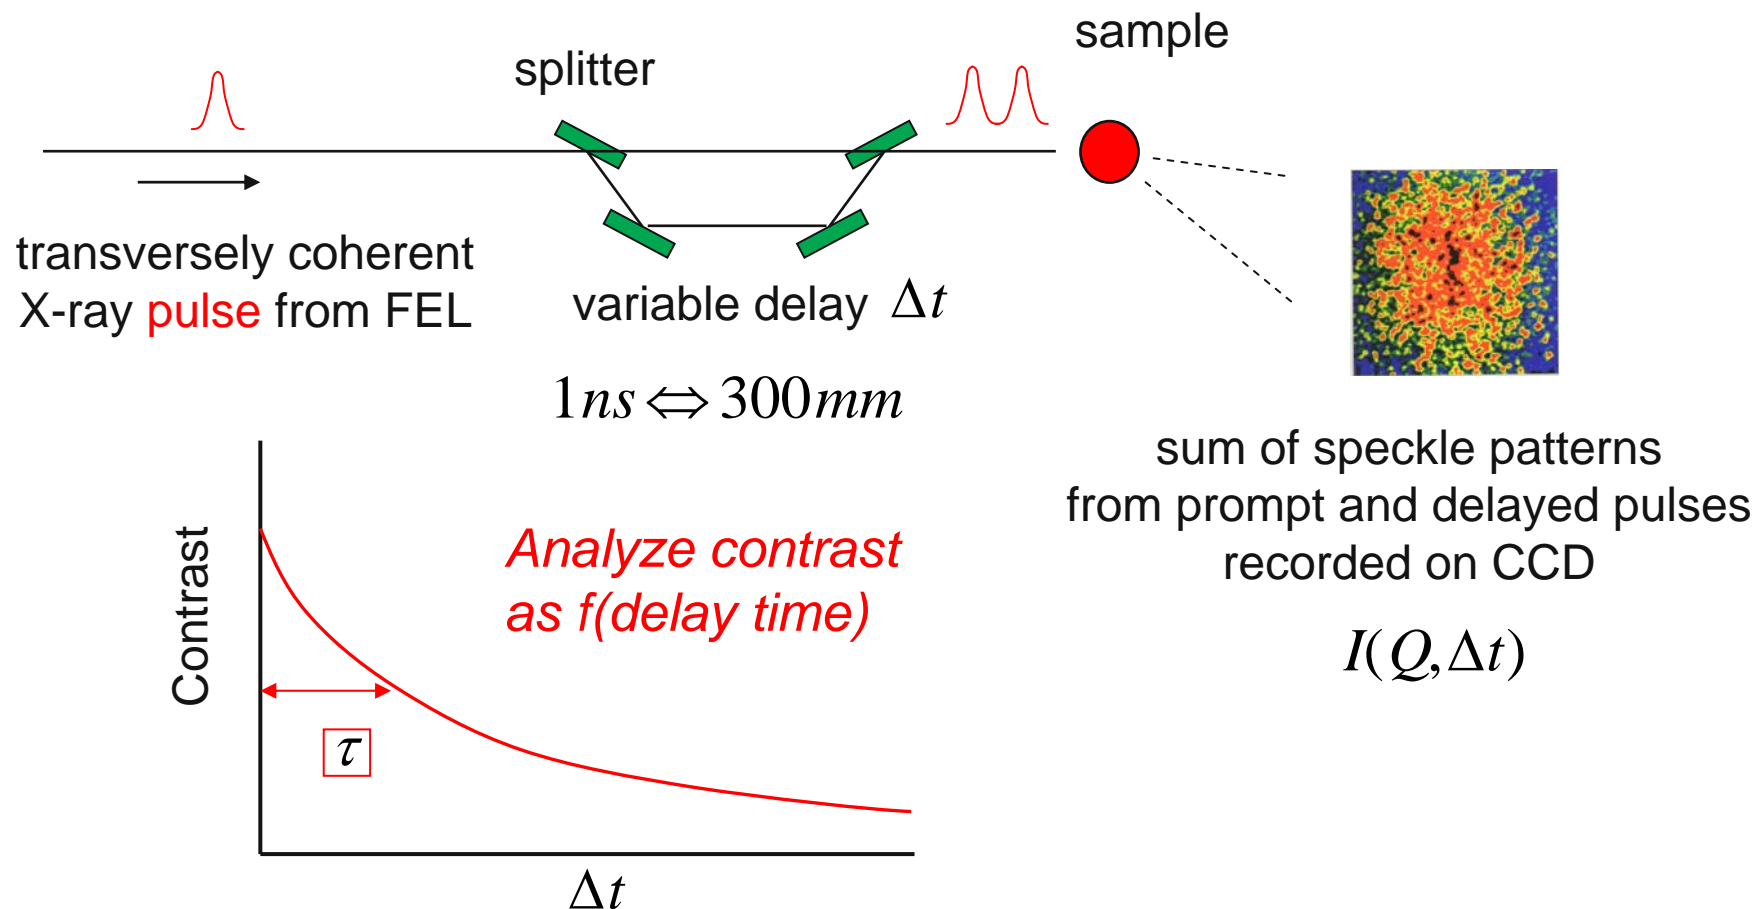 sample
splitter
transversely coherent
X-ray pulse from FEL
variable delay Δt
1ns ⇔ 300mm
sum of speckle patterns
from prompt and delayed pulses
recorded on CCD
I(Q,Δt)
Contrast
Analyze contrast
as f(delay time)
τ
Δt